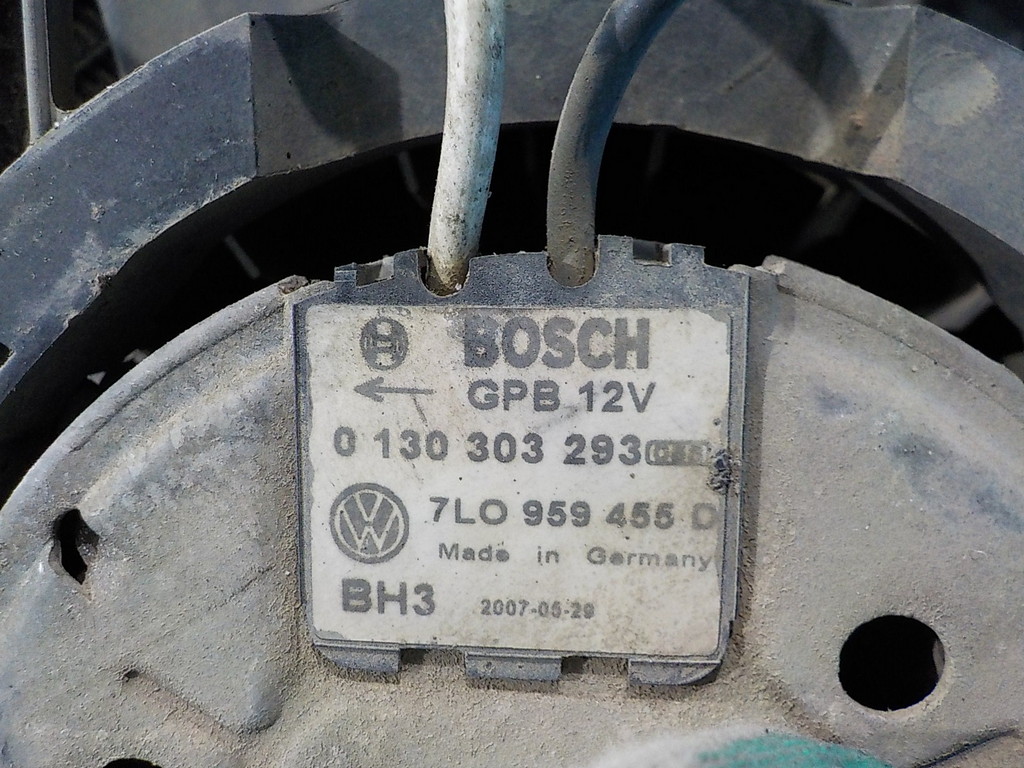 BOSCH
GPB 12V
0 130 303 293
7L0 959 455 D
Made in Germany
BH3 2007-05-29